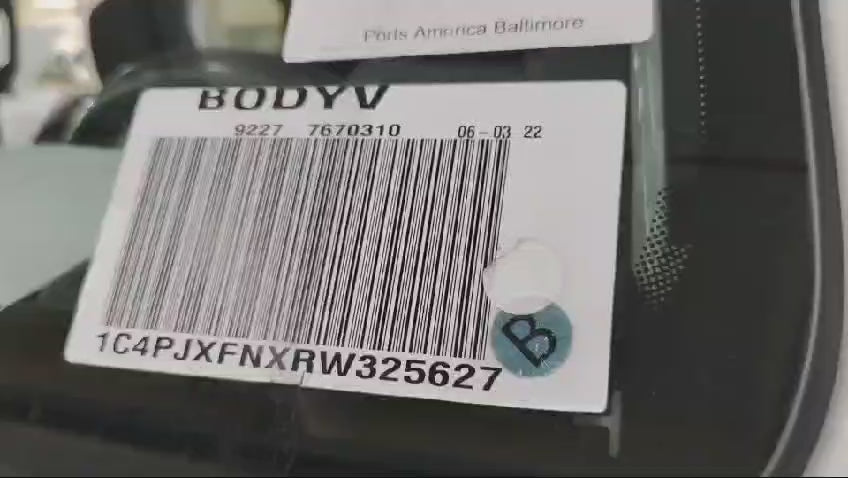 Ports America Baltimore
BODYV
9227 7670310 06-03 22
1C4PJXFNXRW325627
B